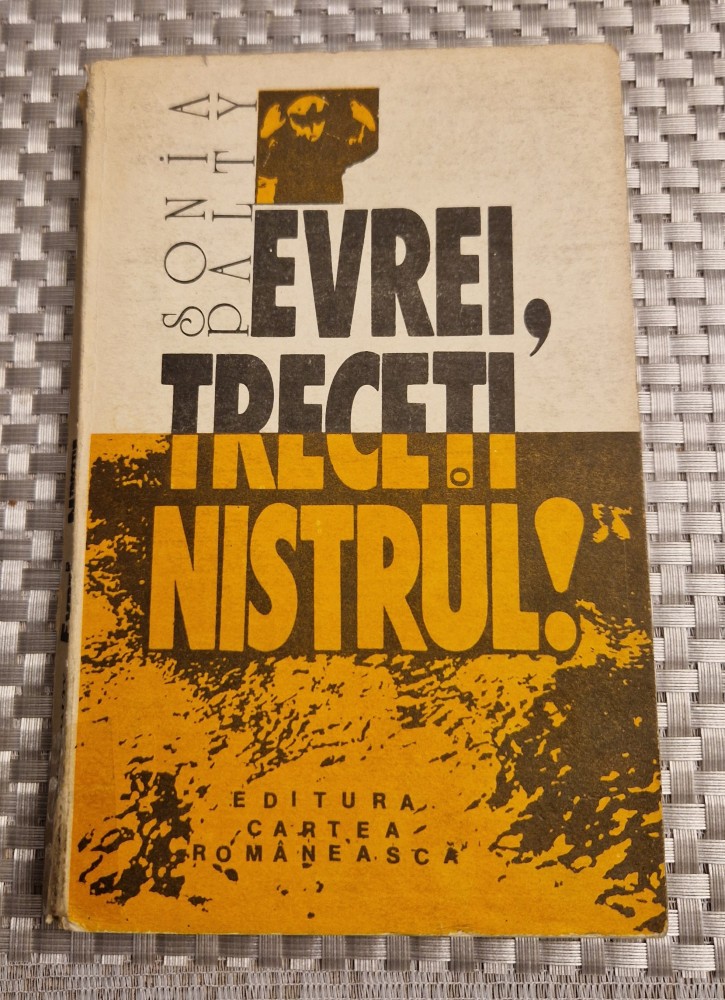 SONiA
PALTY
EVREI,
TRECEȚI
NISTRUL!
EDITURA
CARTEA
ROMÂNEASCĂ